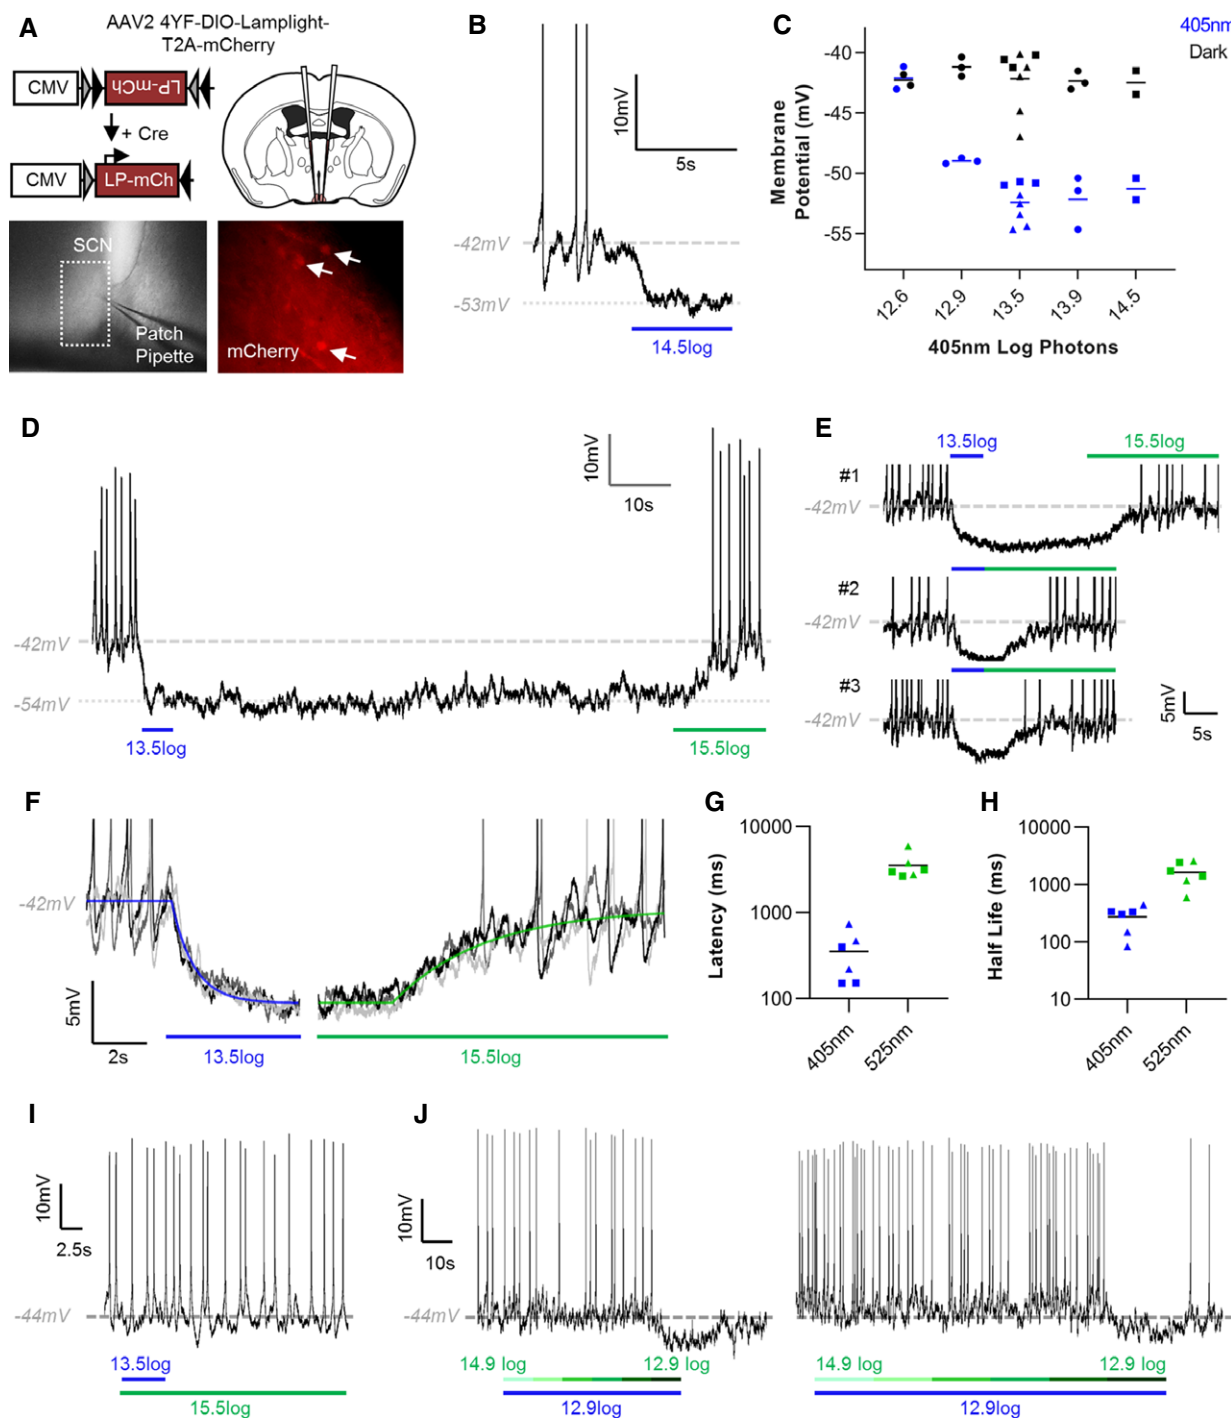 A
AAV2 4YF-DIO-Lamplight-
T2A-mCherry
CMV
LP-mCh
+ Cre
CMV
LP-mCh
SCN
Patch
Pipette
mCherry
B
10mV
5s
-42mV
-53mV
14.5log
C
405nm
Dark
Membrane
Potential (mV)
-40
-45
-50
-55
12.6
12.9
13.5
13.9
14.5
405nm Log Photons
D
10mV
10s
-42mV
-54mV
13.5log
15.5log
E
13.5log
15.5log
#1
-42mV
#2
-42mV
#3
-42mV
5mV
5s
F
-42mV
5mV
2s
13.5log
15.5log
G
Latency (ms)
10000
1000
100
405nm
525nm
H
Half Life (ms)
10000
1000
100
10
405nm
525nm
I
10mV
2.5s
-44mV
13.5log
15.5log
J
10mV
10s
-44mV
14.9 log
12.9 log
12.9log
14.9 log
12.9 log
12.9log